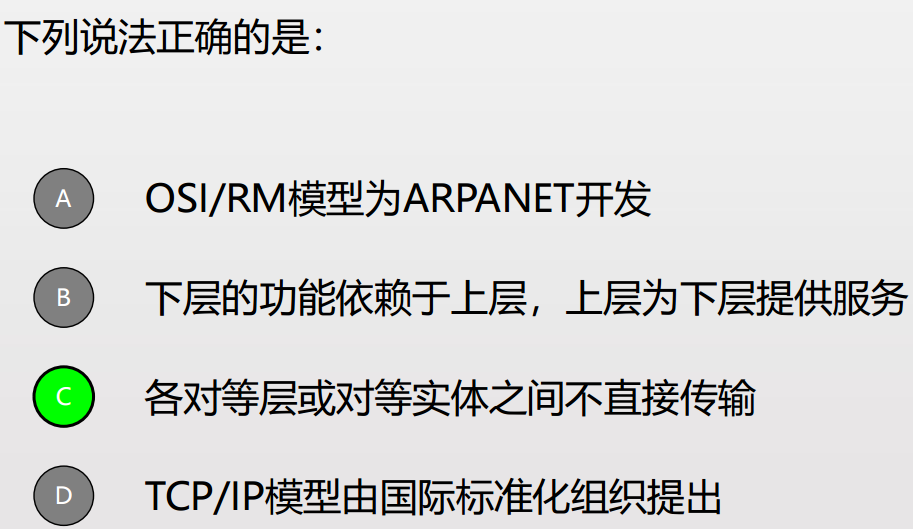 下列说法正确的是：
A OSI/RM模型为ARPANET开发
B 下层的功能依赖于上层，上层为下层提供服务
C 各对等层或对等实体之间不直接传输
D TCP/IP模型由国际标准化组织提出